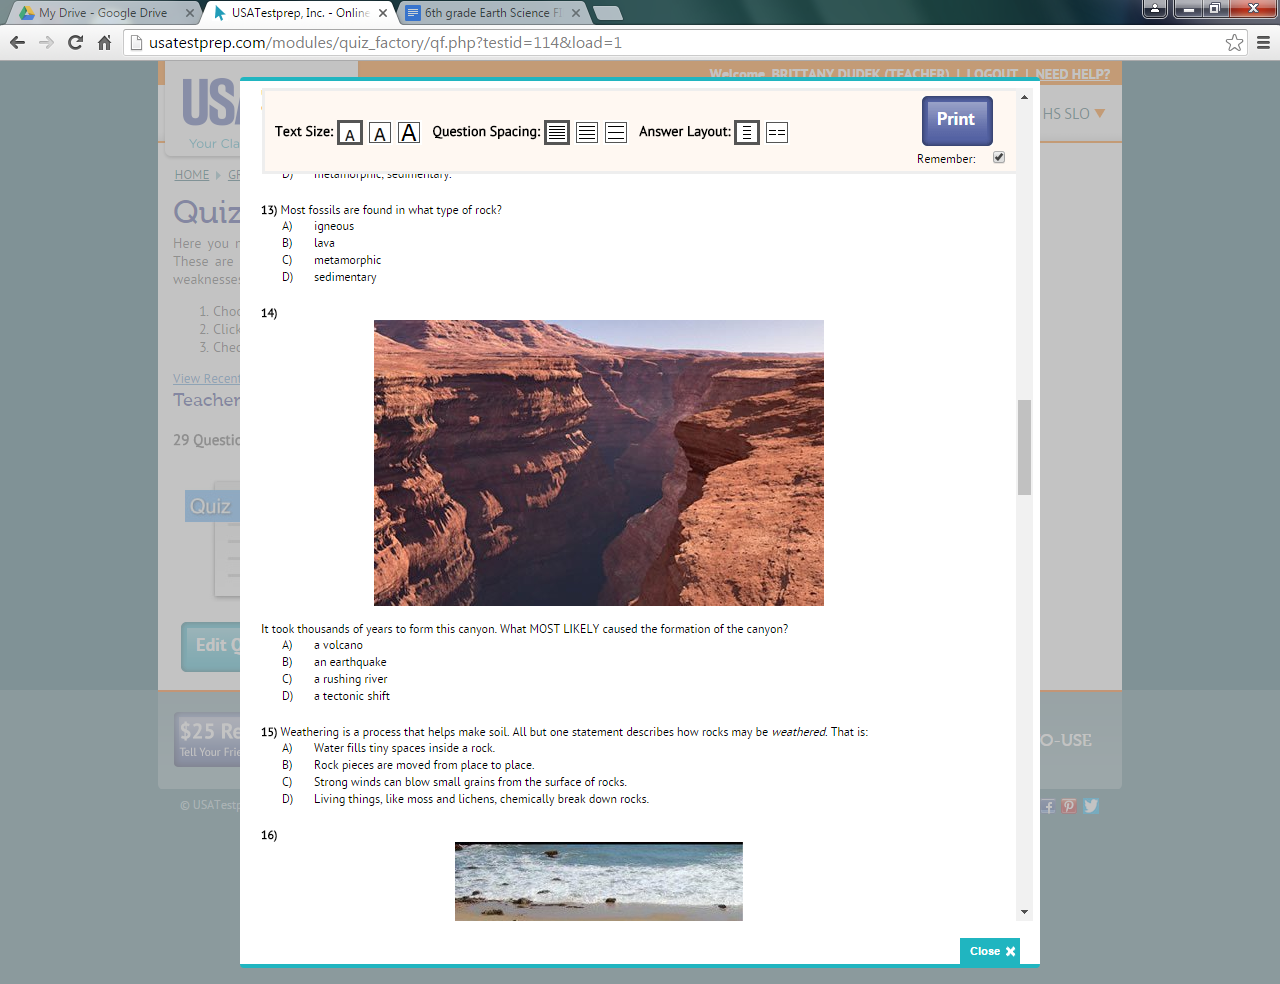 My Drive - Google Drive
USATestprep, Inc. - Online
6th grade Earth Science Fl
usatestprep.com/modules/quiz_factory/qf.php?testid=114&load=1
Welcome, BRITTANY DUDEK (TEACHER) | LOGOUT | NEED HELP?
USA
Your Cla
HS SLO
Text Size: A A A Question Spacing: Answer Layout: Print
Remember:
HOME
Quiz
Here you
These are
weaknesses
1. Choo
2. Click
3. Chec
View Recent
Teacher
29 Questio
Quiz
Edit Q
D) metamorphic, sedimentary.
13) Most fossils are found in what type of rock?
A) igneous
B) lava
C) metamorphic
D) sedimentary
14)
It took thousands of years to form this canyon. What MOST LIKELY caused the formation of the canyon?
A) a volcano
B) an earthquake
C) a rushing river
D) a tectonic shift
15) Weathering is a process that helps make soil. All but one statement describes how rocks may be weathered. That is:
A) Water fills tiny spaces inside a rock.
B) Rock pieces are moved from place to place.
C) Strong winds can blow small grains from the surface of rocks.
D) Living things, like moss and lichens, chemically break down rocks.
16)
$25 Re
Tell Your Frie
O-USE
© USATestp
Close